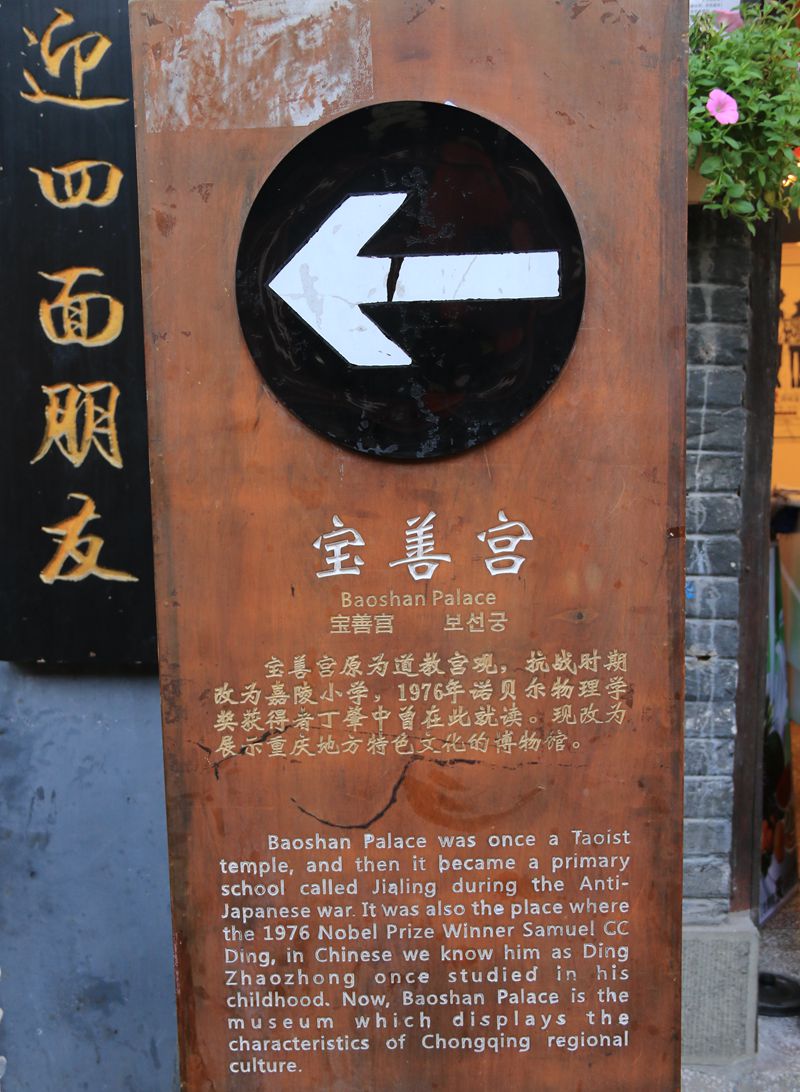 迎四面朋友
宝善宫
Baoshan Palace
宝善宫 보선궁
宝善宫原为道教宫观，抗战时期
改为嘉陵小学，1976年诺贝尔物理学
奖获得者丁肇中曾在此就读。现改为
展示重庆地方特色文化的博物馆。
Baoshan Palace was once a Taoist
temple, and then it became a primary
school called Jialing during the Anti-
Japanese war. It was also the place where
the 1976 Nobel Prize Winner Samuel CC
Ding, in Chinese we know him as Ding
Zhaozhong once studied in his
childhood. Now, Baoshan Palace is the
museum which displays the
characteristics of Chongqing regional
culture.